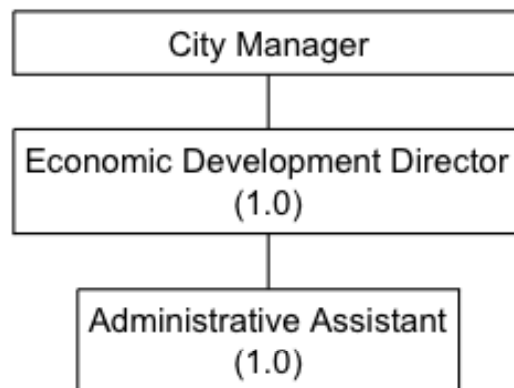 City Manager
Economic Development Director
(1.0)
Administrative Assistant
(1.0)